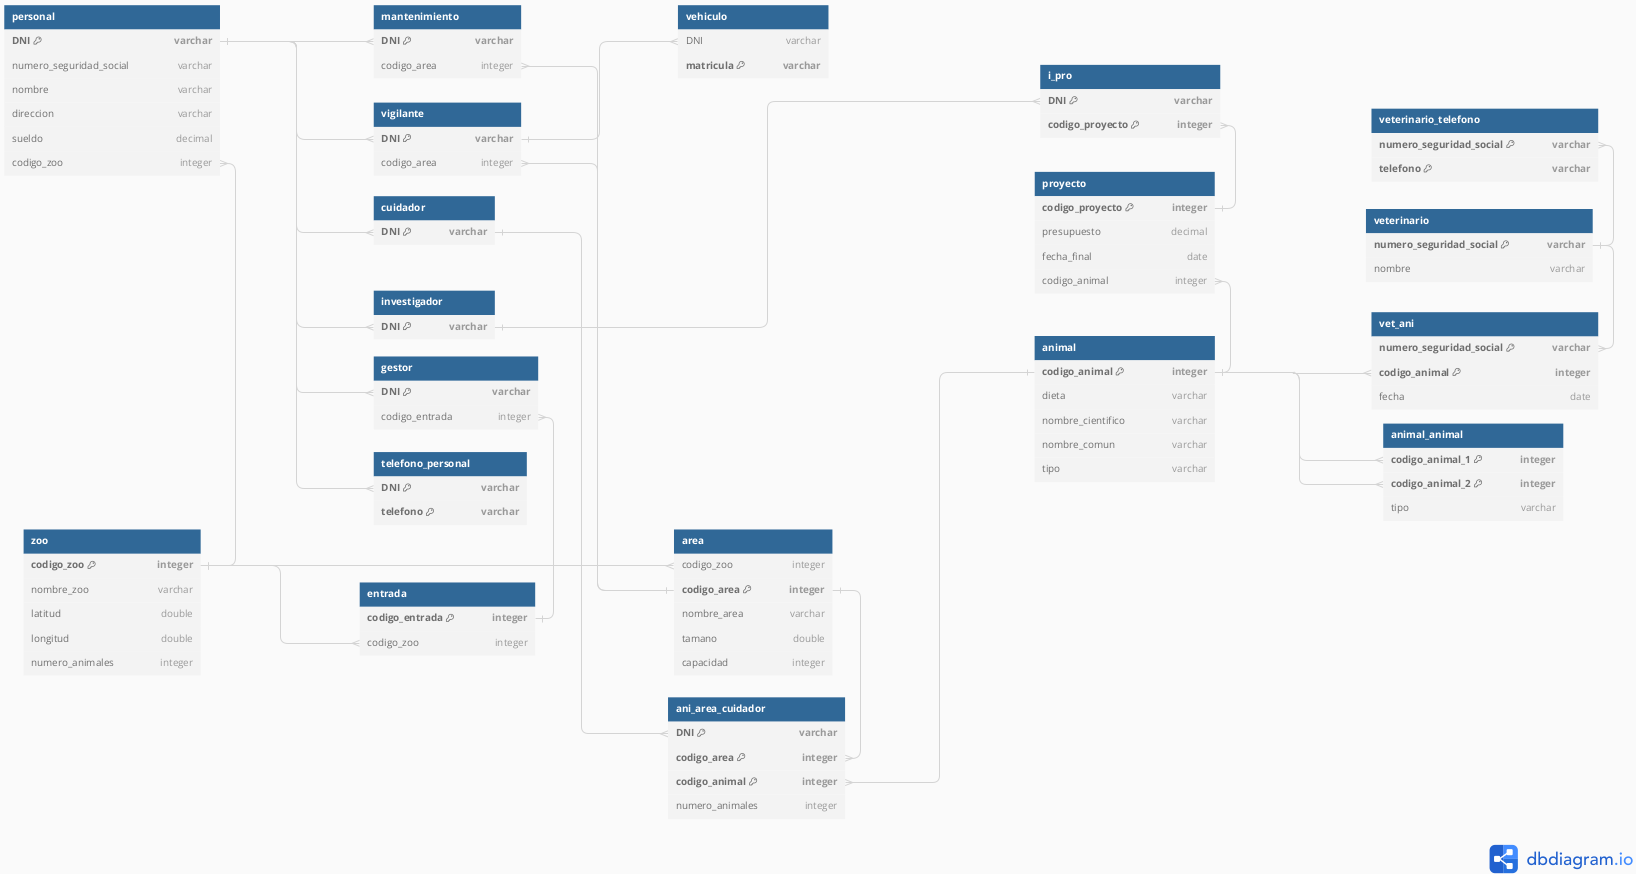 personal
DNI varchar
numero_seguridad_social varchar
nombre varchar
direccion varchar
sueldo decimal
codigo_zoo integer
mantenimiento
DNI varchar
codigo_area integer
vigilante
DNI varchar
codigo_area integer
cuidador
DNI varchar
investigador
DNI varchar
gestor
DNI varchar
codigo_entrada integer
telefono_personal
DNI varchar
telefono varchar
vehiculo
DNI varchar
matricula varchar
i_pro
DNI varchar
codigo_proyecto integer
proyecto
codigo_proyecto integer
presupuesto decimal
fecha_final date
codigo_animal integer
animal
codigo_animal integer
dieta varchar
nombre_cientifico varchar
nombre_comun varchar
tipo varchar
veterinario_telefono
numero_seguridad_social varchar
telefono varchar
veterinario
numero_seguridad_social varchar
nombre varchar
vet_ani
numero_seguridad_social varchar
codigo_animal integer
fecha date
animal_animal
codigo_animal_1 integer
codigo_animal_2 integer
tipo varchar
zoo
codigo_zoo integer
nombre_zoo varchar
latitud double
longitud double
numero_animales integer
entrada
codigo_entrada integer
codigo_zoo integer
area
codigo_zoo integer
codigo_area integer
nombre_area varchar
tamano double
capacidad integer
ani_area_cuidador
DNI varchar
codigo_area integer
codigo_animal integer
numero_animales integer
dbdiagram.io